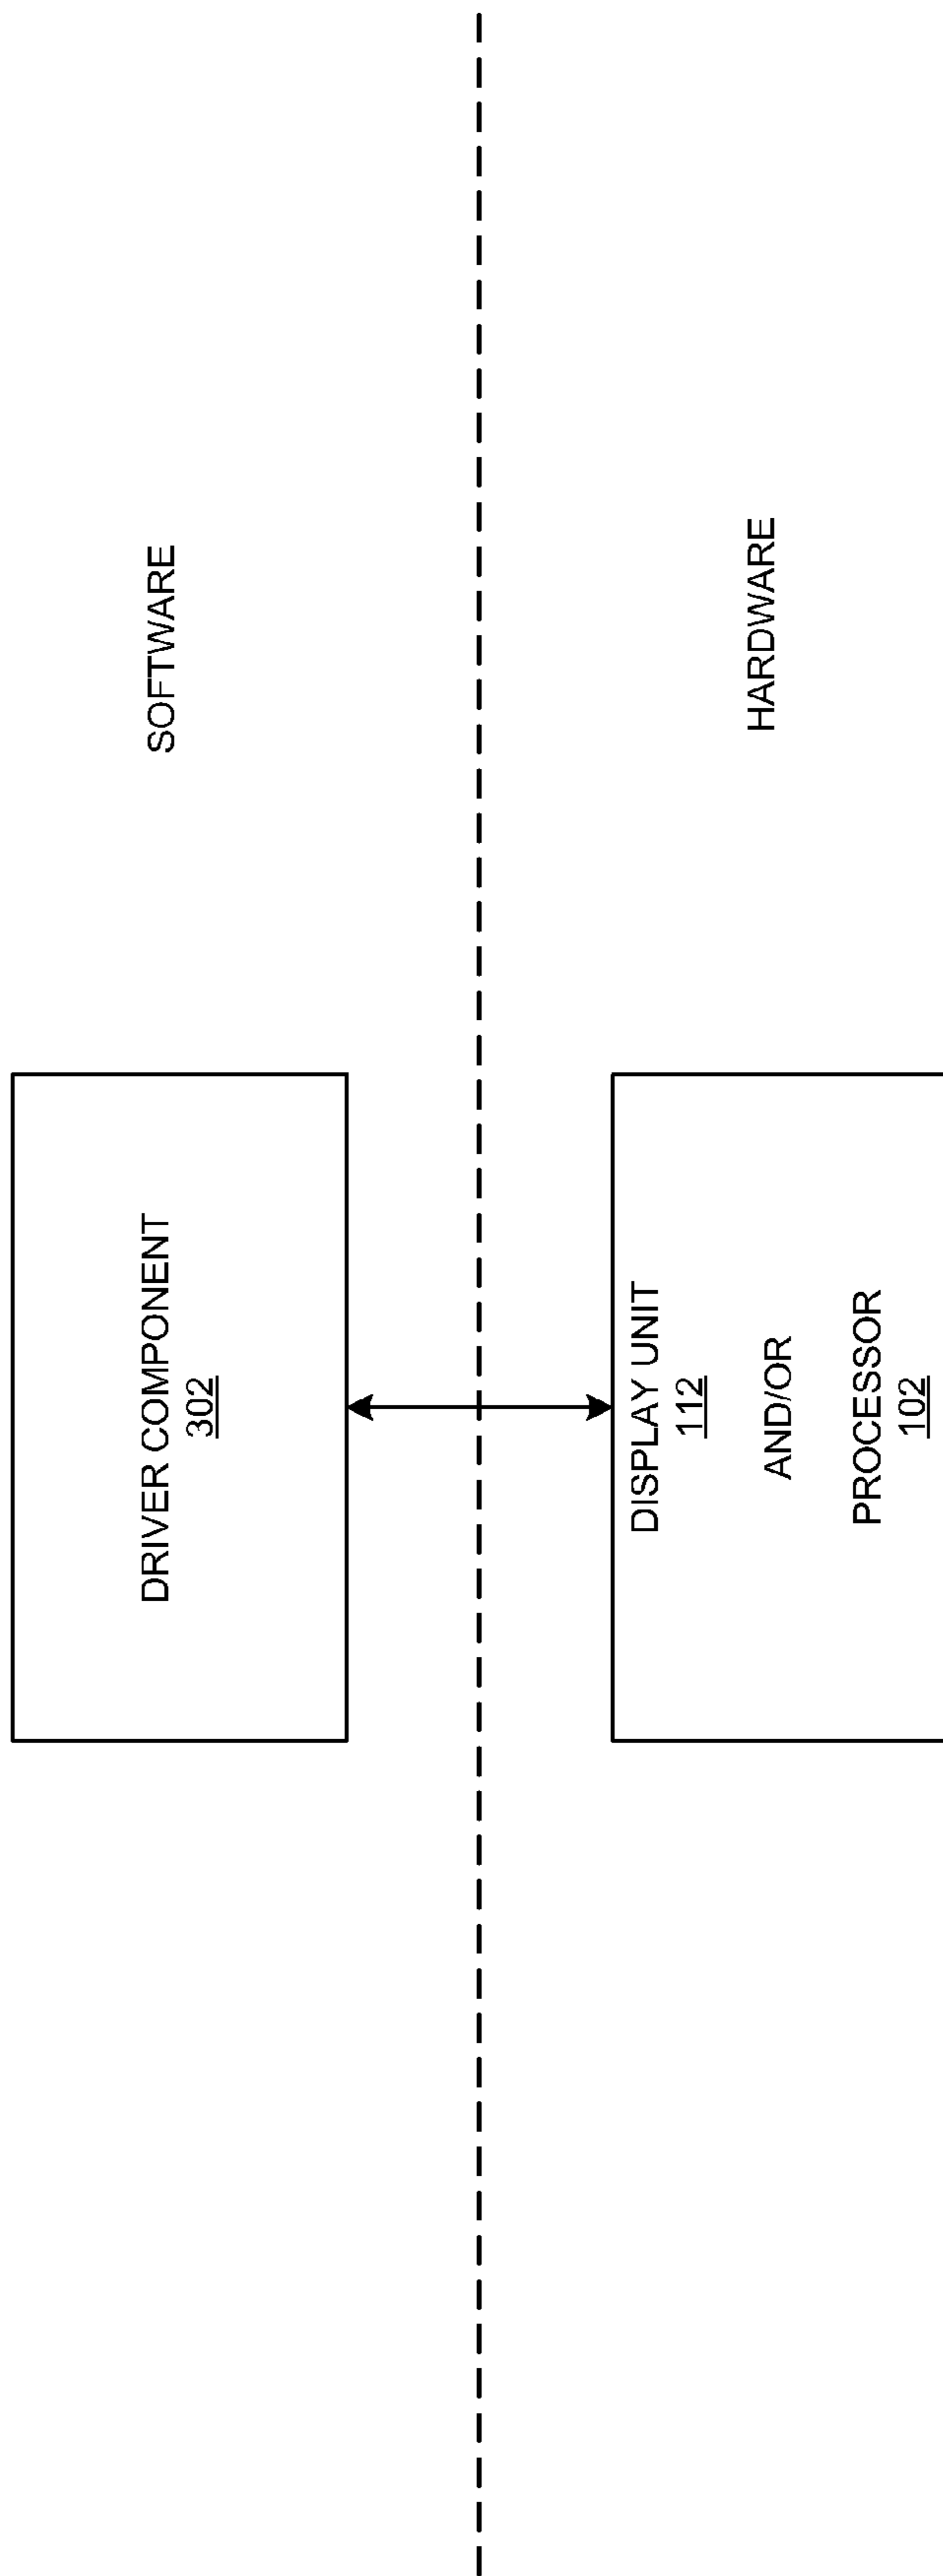 DRIVER COMPONENT
302
SOFTWARE
DISPLAY UNIT
112
AND/OR
PROCESSOR
102
HARDWARE